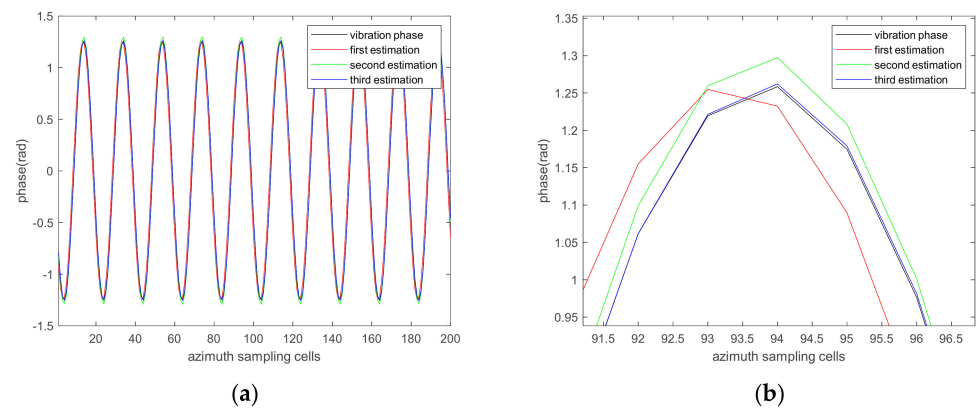 1.5
1
0.5
0
-0.5
-1
-1.5
phase(rad)
20 40 60 80 100 120 140 160 180 200
azimuth sampling cells
vibration phase
first estimation
second estimation
third estimation
(a)
1.35
1.3
1.25
1.2
1.15
1.1
1.05
1
0.95
phase(rad)
91.5 92 92.5 93 93.5 94 94.5 95 95.5 96 96.5
azimuth sampling cells
vibration phase
first estimation
second estimation
third estimation
(b)